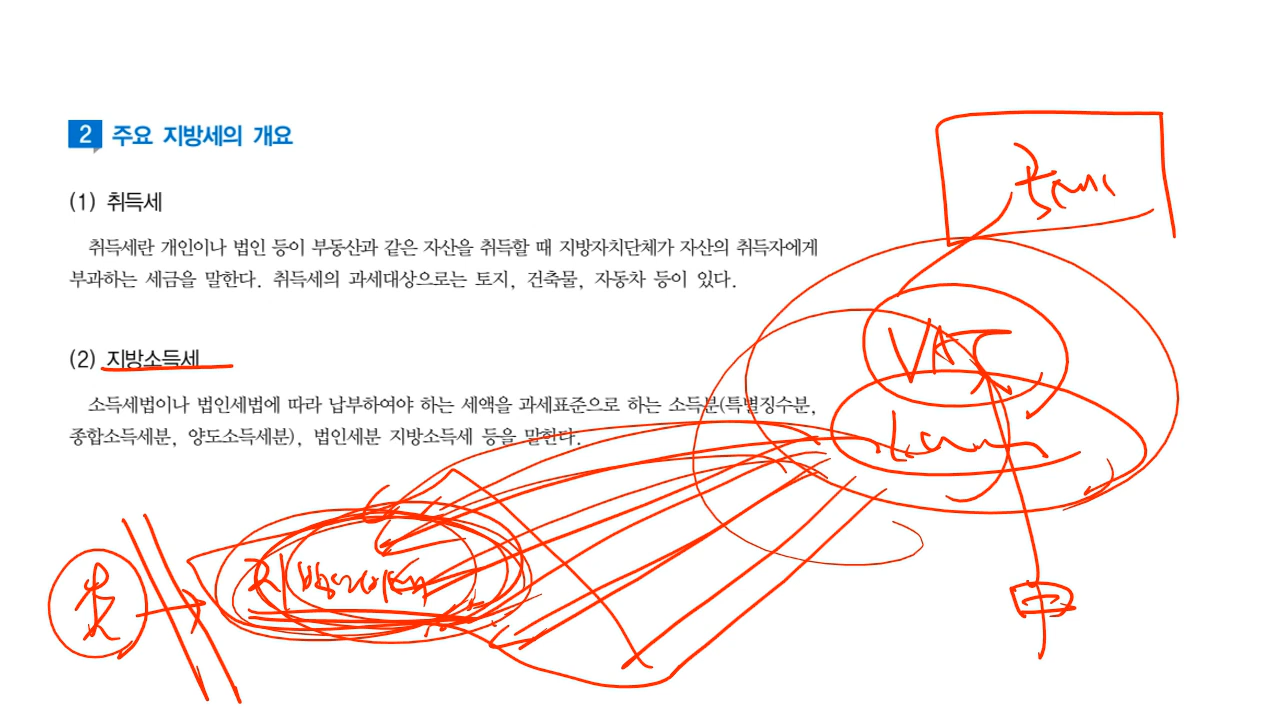 2 주요 지방세의 개요
(1) 취득세
취득세란 개인이나 법인 등이 부동산과 같은 자산을 취득할 때 지방자치단체가 자산의 취득자에게
부과하는 세금을 말한다. 취득세의 과세대상으로는 토지, 건축물, 자동차 등이 있다.
(2) 지방소득세
소득세법이나 법인세법에 따라 납부하여야 하는 세액을 과세표준으로 하는 소득분(특별징수분,
종합소득세분, 양도소득세분), 법인세분 지방소득세 등을 말한다.
VAT